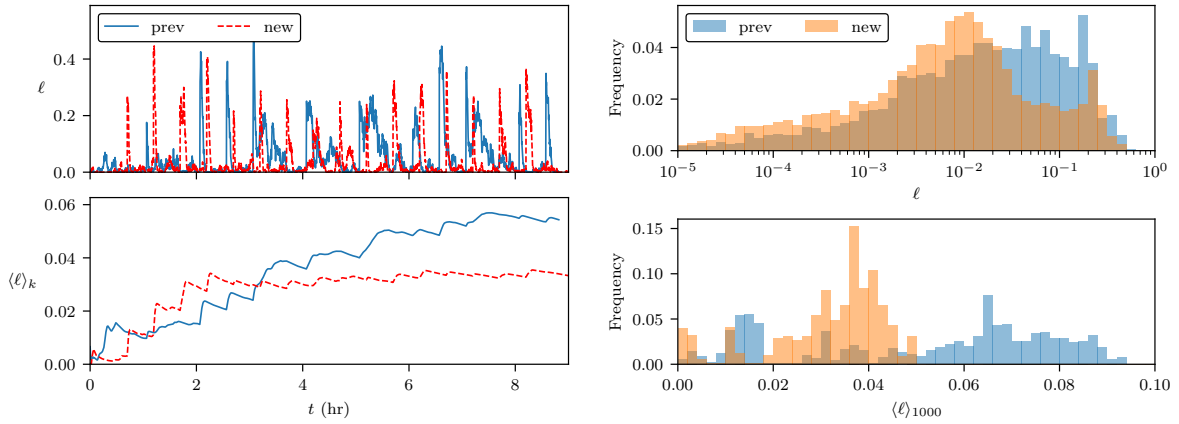 prev new
ℓ
0.4
0.2
0.0
⟨ℓ⟩k
0.06
0.04
0.02
0.00
0 2 4 6 8
t (hr)
prev new
Frequency
0.04
0.02
0.00
10⁻⁵ 10⁻⁴ 10⁻³ 10⁻² 10⁻¹ 10⁰
ℓ
Frequency
0.15
0.10
0.05
0.00
0.00 0.02 0.04 0.06 0.08 0.10
⟨ℓ⟩1000